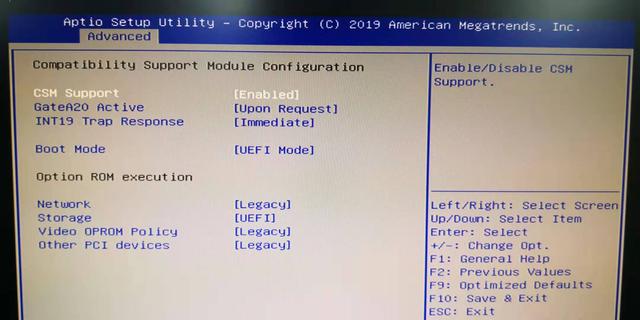 Aptio Setup Utility – Copyright (C) 2019 American Megatrends, Inc.
Advanced
Compatibility Support Module Configuration
CSM Support [Enabled]
GateA20 Active [Upon Request]
INT19 Trap Response [Immediate]
Boot Mode [UEFI Mode]
Option ROM execution
Network [Legacy]
Storage [UEFI]
Video OPROM Policy [Legacy]
Other PCI devices [Legacy]
Enable/Disable CSM
Support.
Left/Right: Select Screen
Up/Down: Select Item
Enter: Select
+/-: Change Opt.
F1: General Help
F2: Previous Values
F9: Optimized Defaults
F10: Save & Exit
ESC: Exit